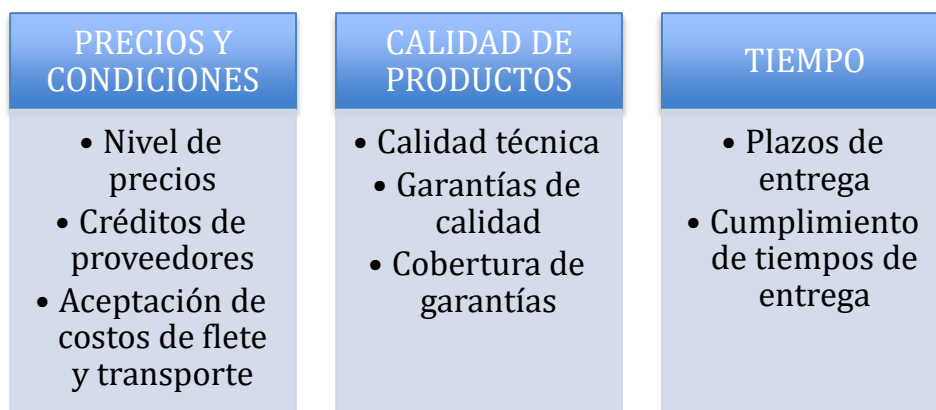 PRECIOS Y
CONDICIONES
• Nivel de
precios
• Créditos de
proveedores
• Aceptación de
costos de flete
y transporte
CALIDAD DE
PRODUCTOS
• Calidad técnica
• Garantías de
calidad
• Cobertura de
garantías
TIEMPO
• Plazos de
entrega
• Cumplimiento
de tiempos de
entrega